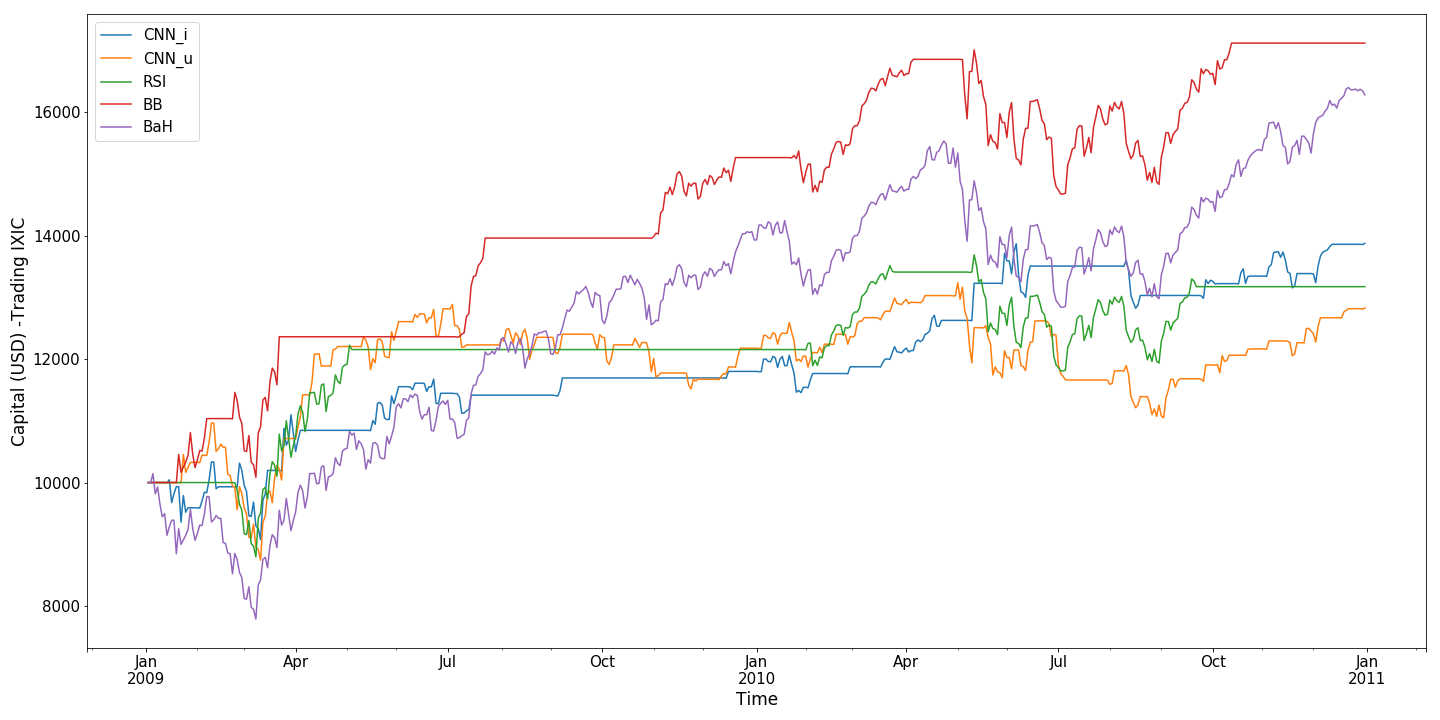 CNN_i
CNN_u
RSI
BB
BaH
16000
14000
12000
10000
8000
Capital (USD) -Trading IXIC
Jan Apr Jul Oct Jan Apr Jul Oct Jan
2009 2010 2011
Time